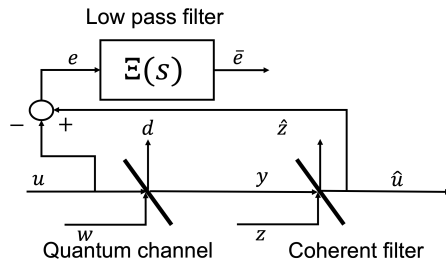 Low pass filter
e
Ξ(s)
ē
− +
d
ẑ
u
y
û
w
z
Quantum channel
Coherent filter